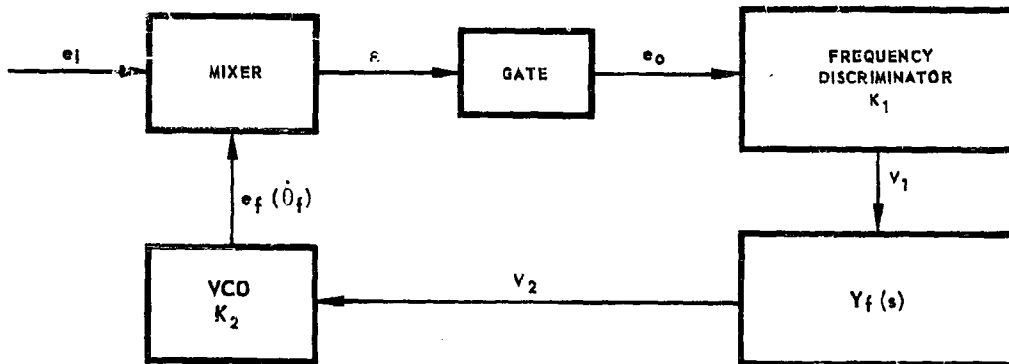 e_i
MIXER
GATE
e_o
FREQUENCY
DISCRIMINATOR
K_1
V_1
e_f (θ̇_f)
VCO
K_2
V_2
Y_f(s)